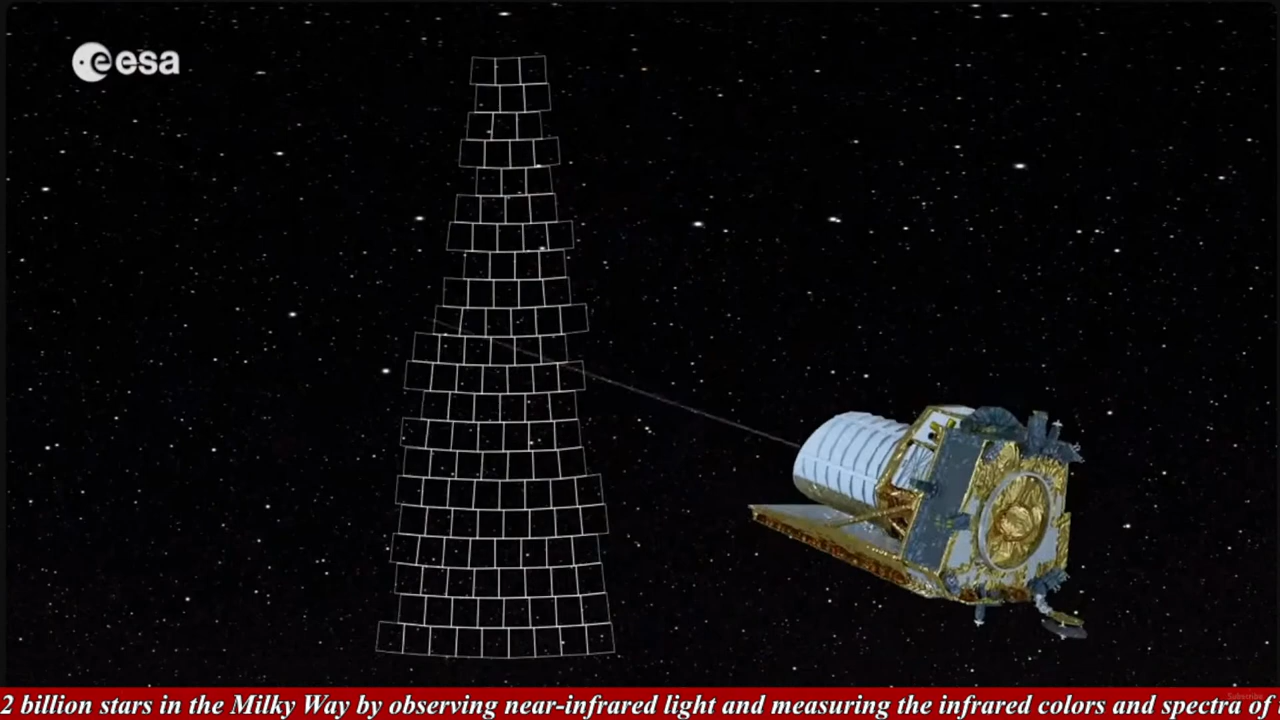 esa
Subscribe
2 billion stars in the Milky Way by observing near-infrared light and measuring the infrared colors and spectra of